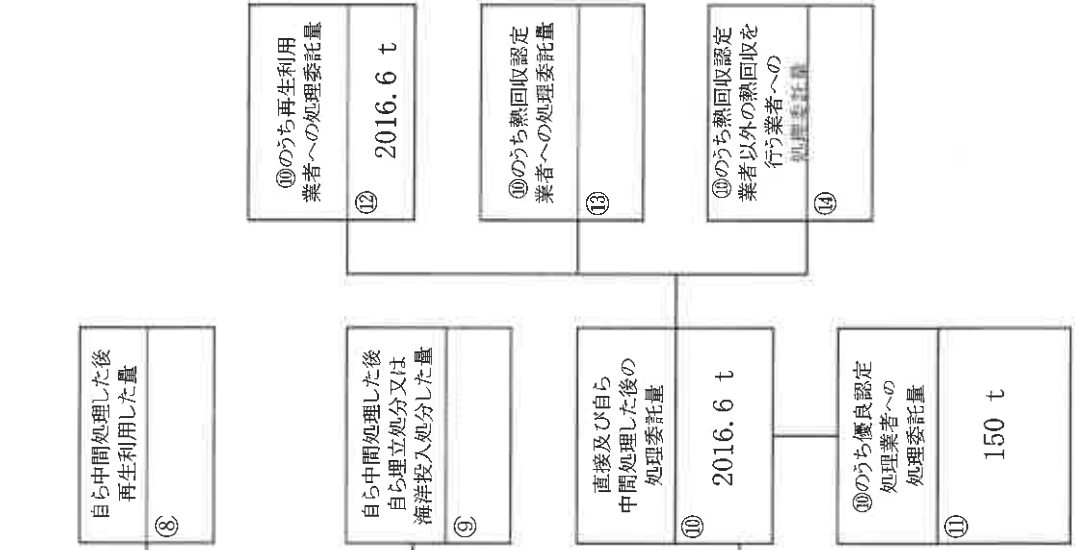 自ら中間処理した後
再生利用した量
⑧
自ら中間処理した後
自ら埋立処分又は
海洋投入処分した量
⑨
直接及び自ら
中間処理した後の
処理委託量
⑩
2016.6 t
⑩のうち優良認定
処理業者への
処理委託量
⑪
150 t
⑩のうち再生利用
業者への処理委託量
⑫
2016.6 t
⑩のうち熱回収認定
業者への処理委託量
⑬
⑩のうち熱回収認定
業者以外の熱回収を
行う業者への
処理委託量
⑭